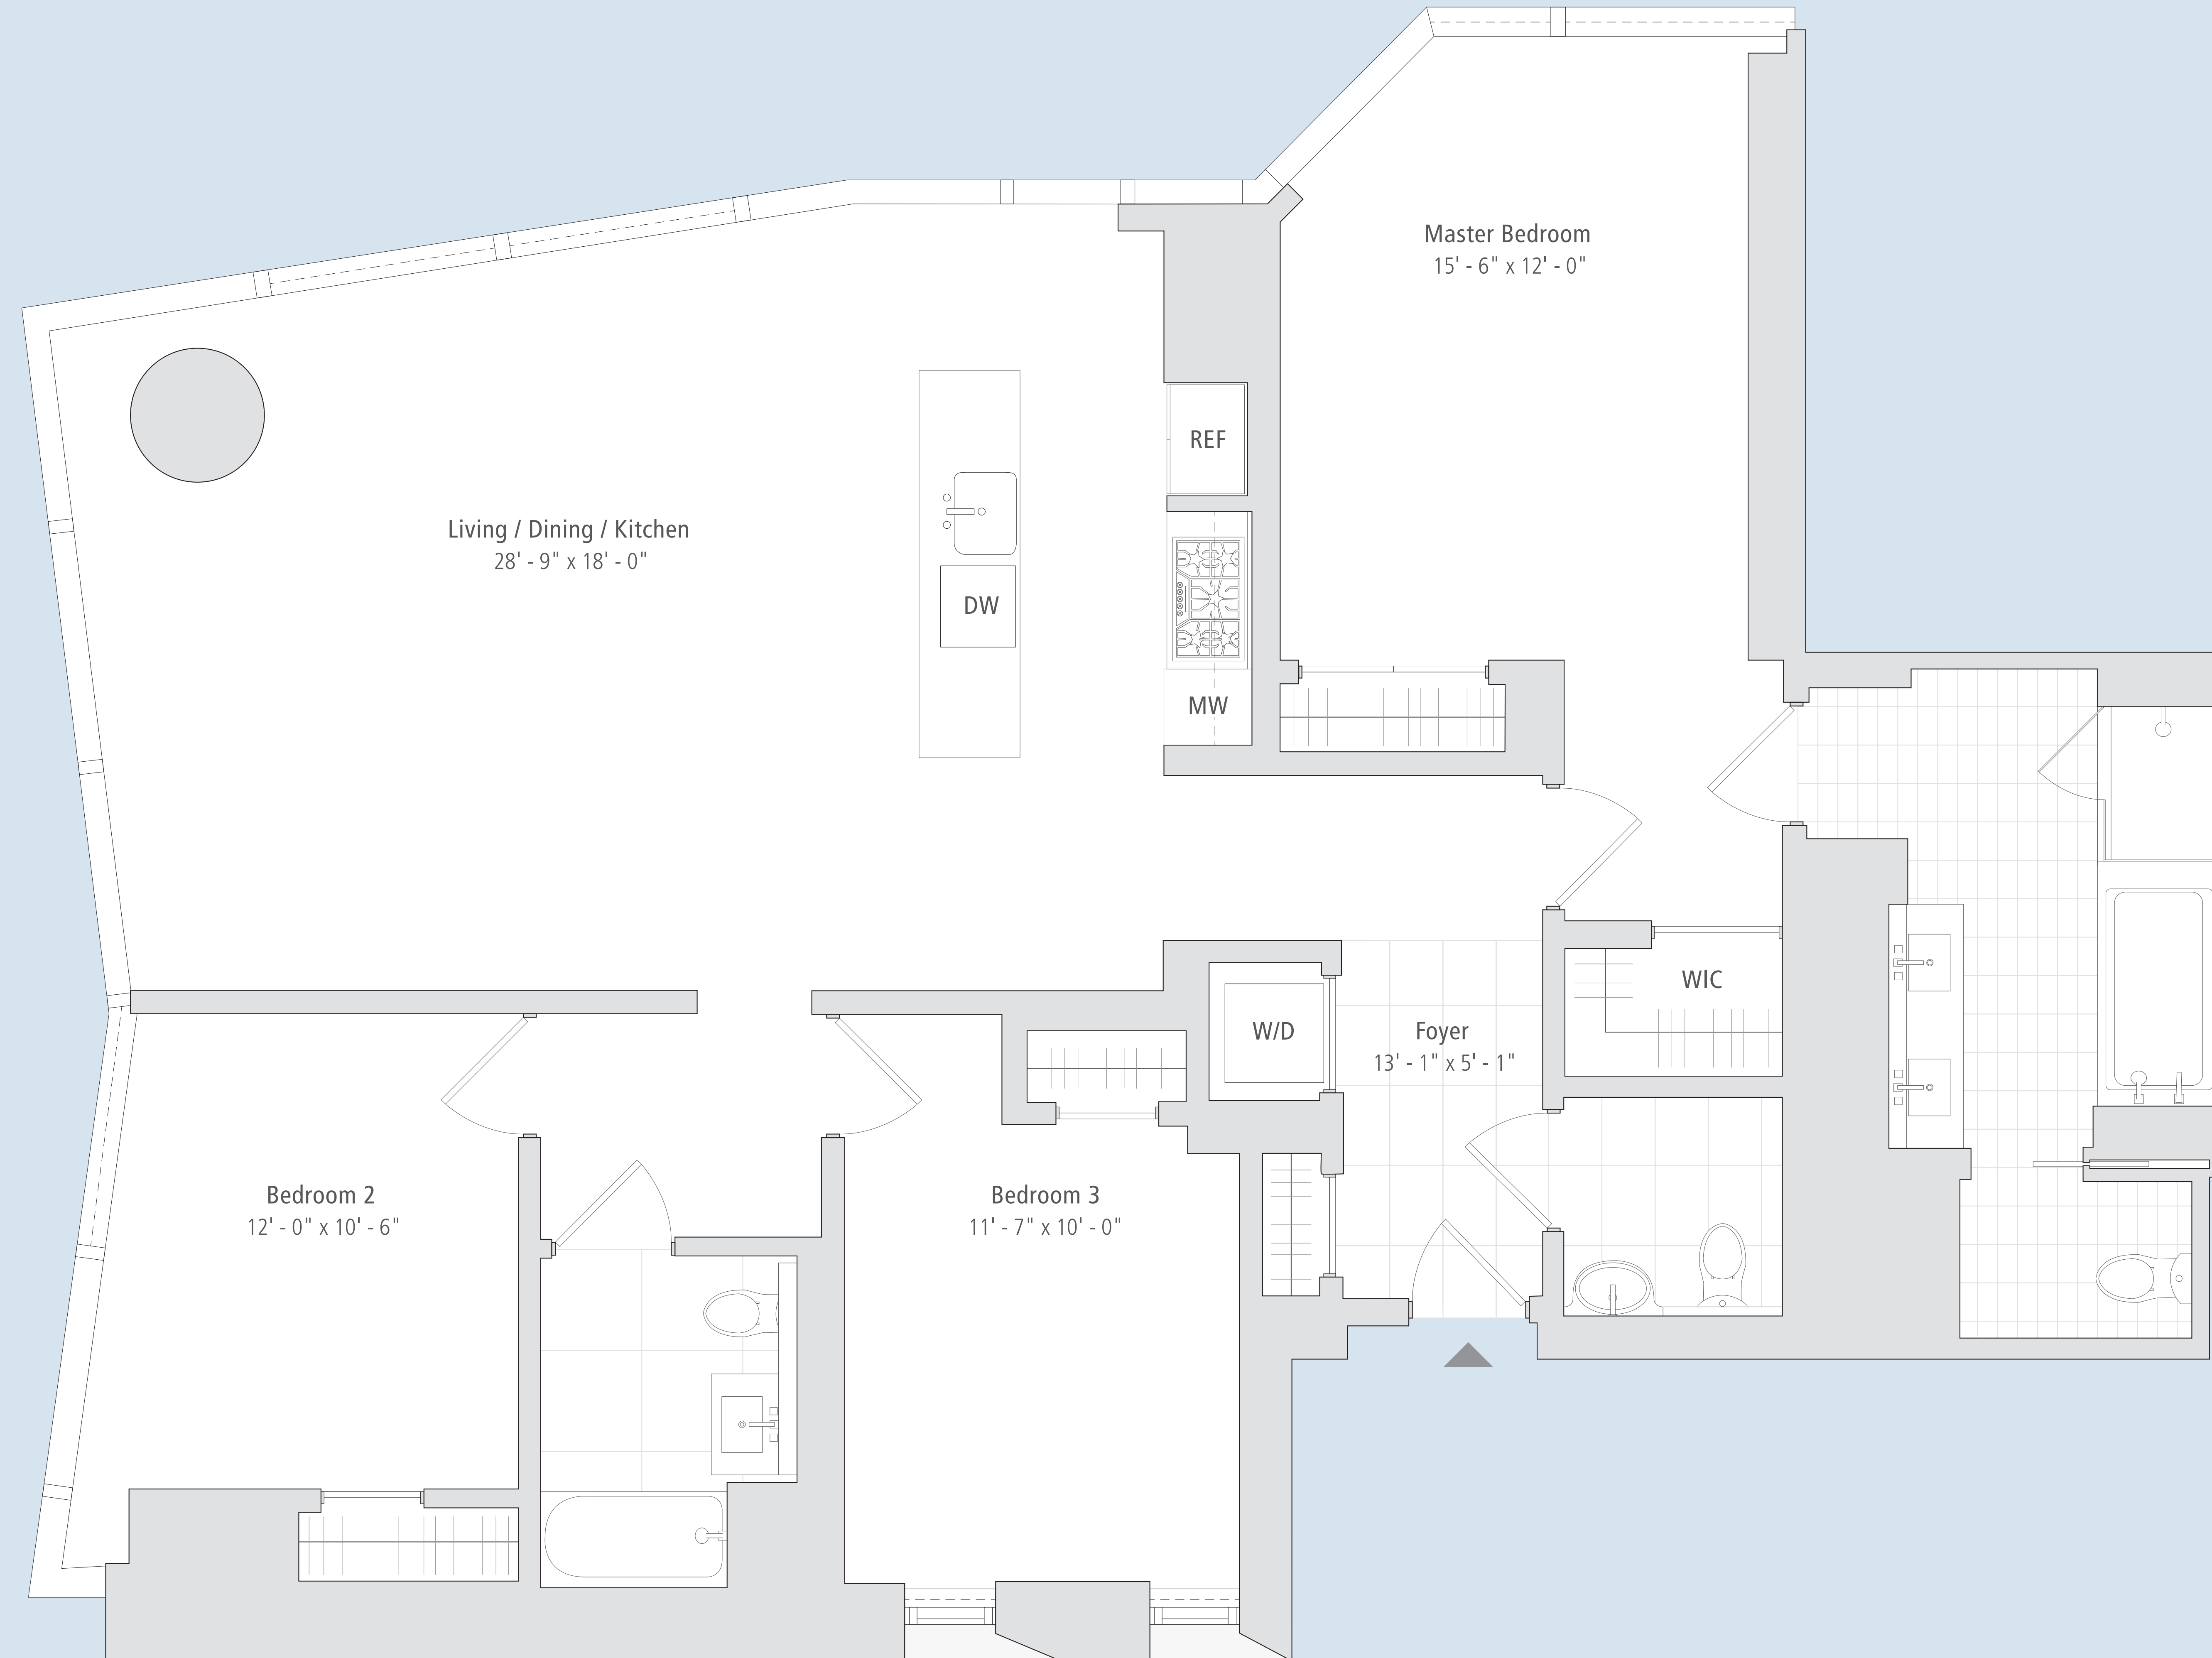 Master Bedroom
15' - 6" x 12' - 0"
REF
Living / Dining / Kitchen
28' - 9" x 18' - 0"
DW
MW
WIC
W/D
Foyer
13' - 1" x 5' - 1"
Bedroom 2
12' - 0" x 10' - 6"
Bedroom 3
11' - 7" x 10' - 0"